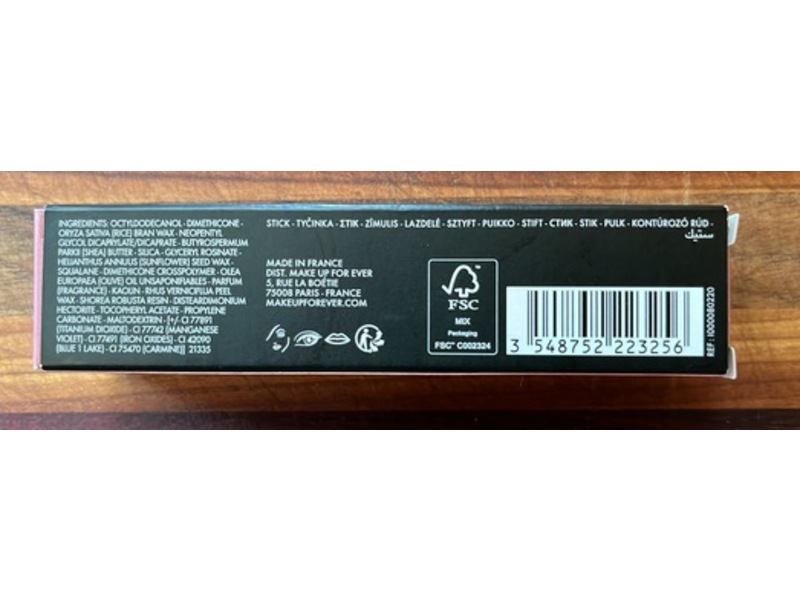 INGREDIENTS: OCTYLDODECANOL - DIMETHICONE -
ORYZA SATIVA (RICE) BRAN WAX - NEOPENTYL
GLYCOL DICAPRYLATE/DICAPRATE - BUTYROSPERMUM
PARKII (SHEA) BUTTER - SILICA - GLYCERYL ROSINATE -
HELIANTHUS ANNUUS (SUNFLOWER) SEED WAX -
SQUALANE - DIMETHICONE CROSSPOLYMER - OLEA
EUROPAEA (OLIVE) OIL UNSAPONIFIABLES - PARFUM
(FRAGRANCE) - KAOLIN - RHUS VERNICIFLUA PEEL
WAX - SHOREA ROBUSTA RESIN - DISTEARDIMONIUM
HECTORITE - TOCOPHERYL ACETATE - PROPYLENE
CARBONATE - MALTODEXTRIN - [+/- CI 77891
(TITANIUM DIOXIDE) - CI 77742 (MANGANESE
VIOLET) - CI 77491 (IRON OXIDES) - CI 42090
(BLUE 1 LAKE) - CI 75470 (CARMINE)] 21335
STICK - TYČINKA - ΣΤΙΚ - ZĪMULIS - LAZDELĖ - SZTYFT - PUIKKO - STIFT - СТИК - STIK - PULK - KONTÚROZÓ RÚD -
ستيك
MADE IN FRANCE
DIST. MAKE UP FOR EVER
5, RUE LA BOÉTIE
75008 PARIS - FRANCE
MAKEUPFOREVER.COM
FSC
MIX
Packaging
FSC™ C002324
3 548752 223256
REF: I000080220